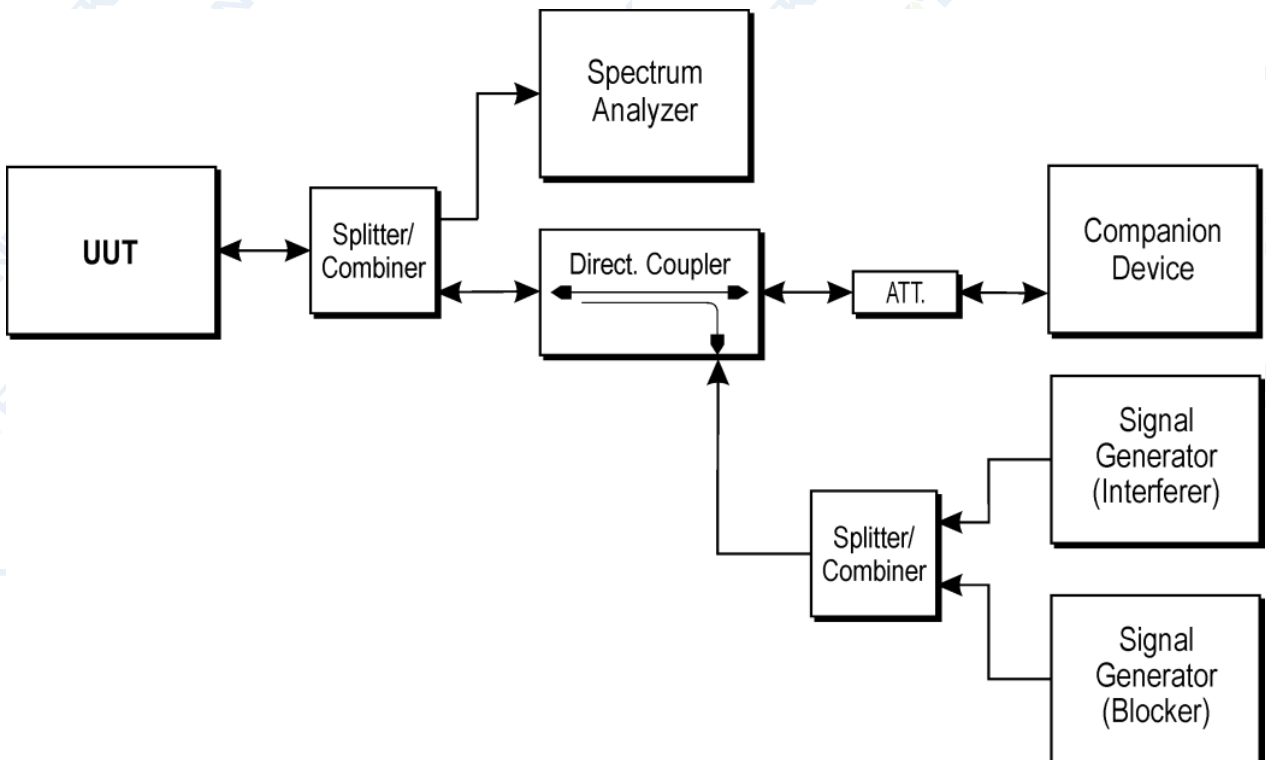 Spectrum
Analyzer
UUT
Splitter/
Combiner
Direct. Coupler
ATT.
Companion
Device
Signal
Generator
(Interferer)
Splitter/
Combiner
Signal
Generator
(Blocker)